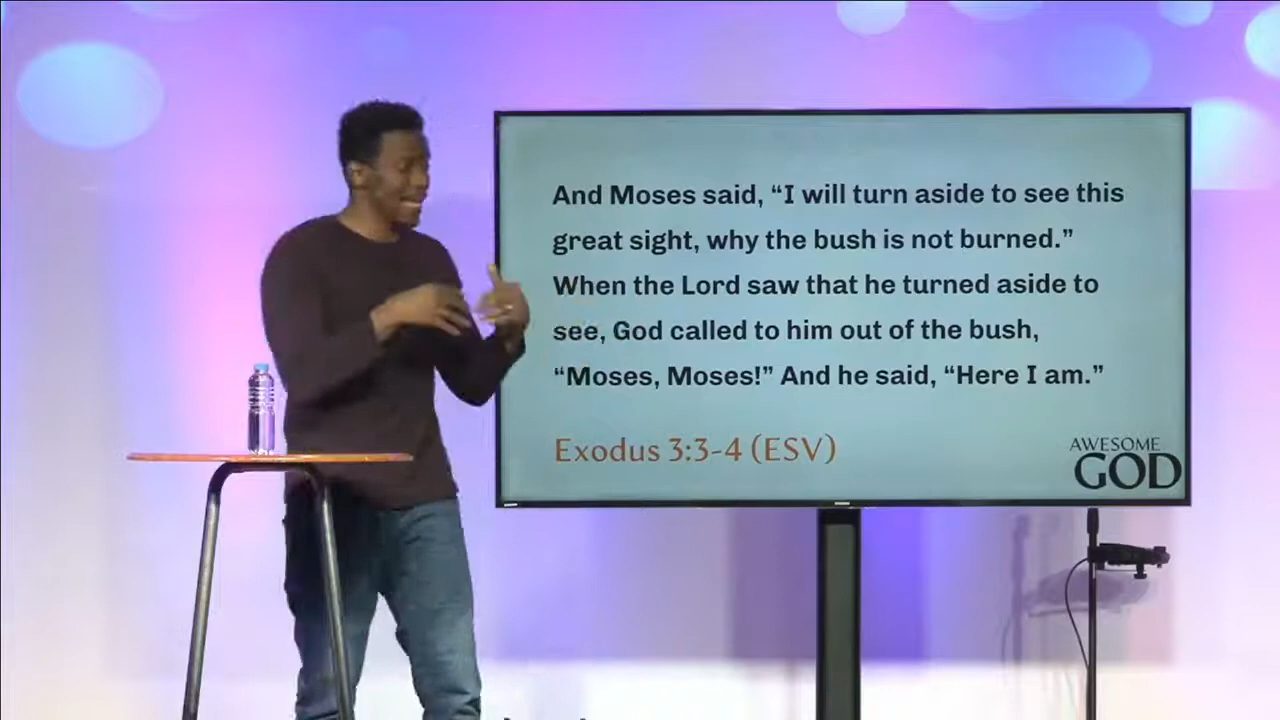 And Moses said, “I will turn aside to see this
great sight, why the bush is not burned.”
When the Lord saw that he turned aside to
see, God called to him out of the bush,
“Moses, Moses!” And he said, “Here I am.”
Exodus 3:3-4 (ESV)
AWESOME
GOD